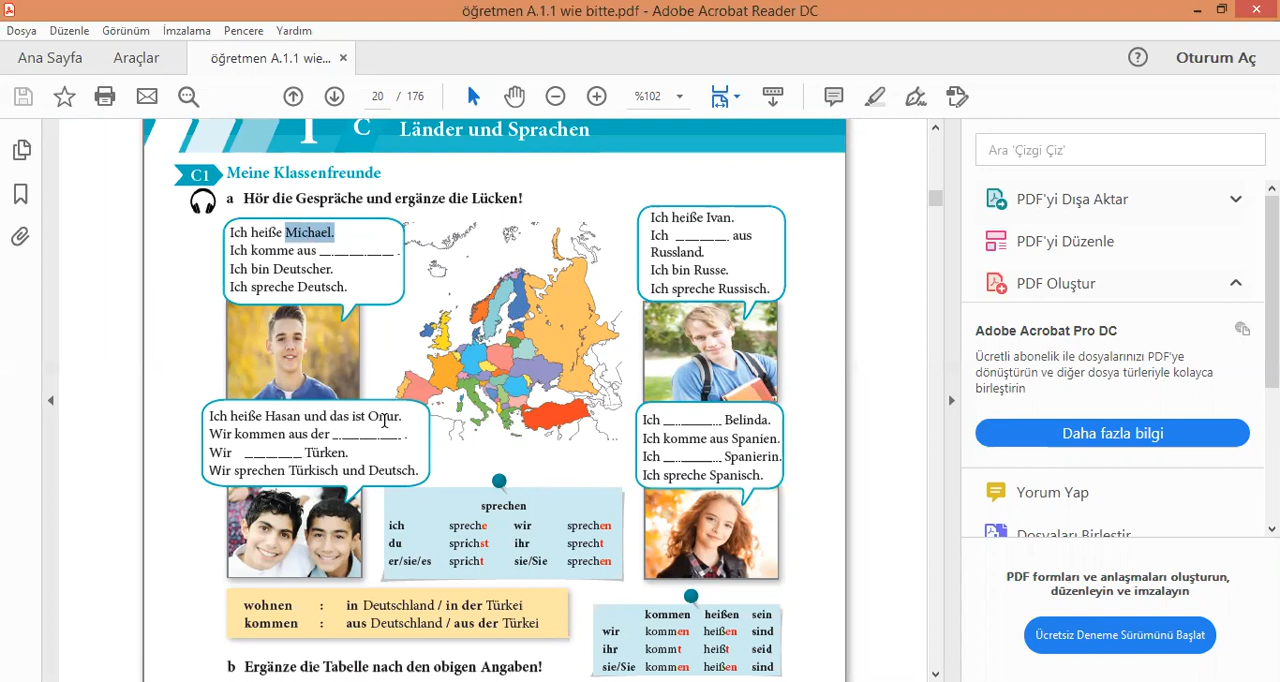 öğretmen A.1.1 wie bitte.pdf - Adobe Acrobat Reader DC
Dosya Düzenle Görünüm İmzalama Pencere Yardım
Ana Sayfa Araçlar öğretmen A.1.1 wie... × Oturum Aç
20 / 176 %102
1 C Länder und Sprachen
C1 Meine Klassenfreunde
a Hör die Gespräche und ergänze die Lücken!
Ich heiße Michael.
Ich komme aus ____________ .
Ich bin Deutscher.
Ich spreche Deutsch.
Ich heiße Ivan.
Ich ________ aus
Russland.
Ich bin Russe.
Ich spreche Russisch.
Ich heiße Hasan und das ist Onur.
Wir kommen aus der ___________ .
Wir _________ Türken.
Wir sprechen Türkisch und Deutsch.
Ich _________ Belinda.
Ich komme aus Spanien.
Ich _________ Spanierin.
Ich spreche Spanisch.
sprechen
ich spreche wir sprechen
du sprichst ihr sprecht
er/sie/es spricht sie/Sie sprechen
wohnen : in Deutschland / in der Türkei
kommen : aus Deutschland / aus der Türkei
kommen heißen sein
wir kommen heißen sind
ihr kommt heißt seid
sie/Sie kommen heißen sind
b Ergänze die Tabelle nach den obigen Angaben!
Ara 'Çizgi Çiz'
PDF'yi Dışa Aktar
PDF'yi Düzenle
PDF Oluştur
Adobe Acrobat Pro DC
Ücretli abonelik ile dosyalarınızı PDF'ye
dönüştürün ve diğer dosya türleriyle kolayca
birleştirin
Daha fazla bilgi
Yorum Yap
Dosyaları Birleştir
PDF formları ve anlaşmaları oluşturun,
düzenleyin ve imzalayın
Ücretsiz Deneme Sürümünü Başlat